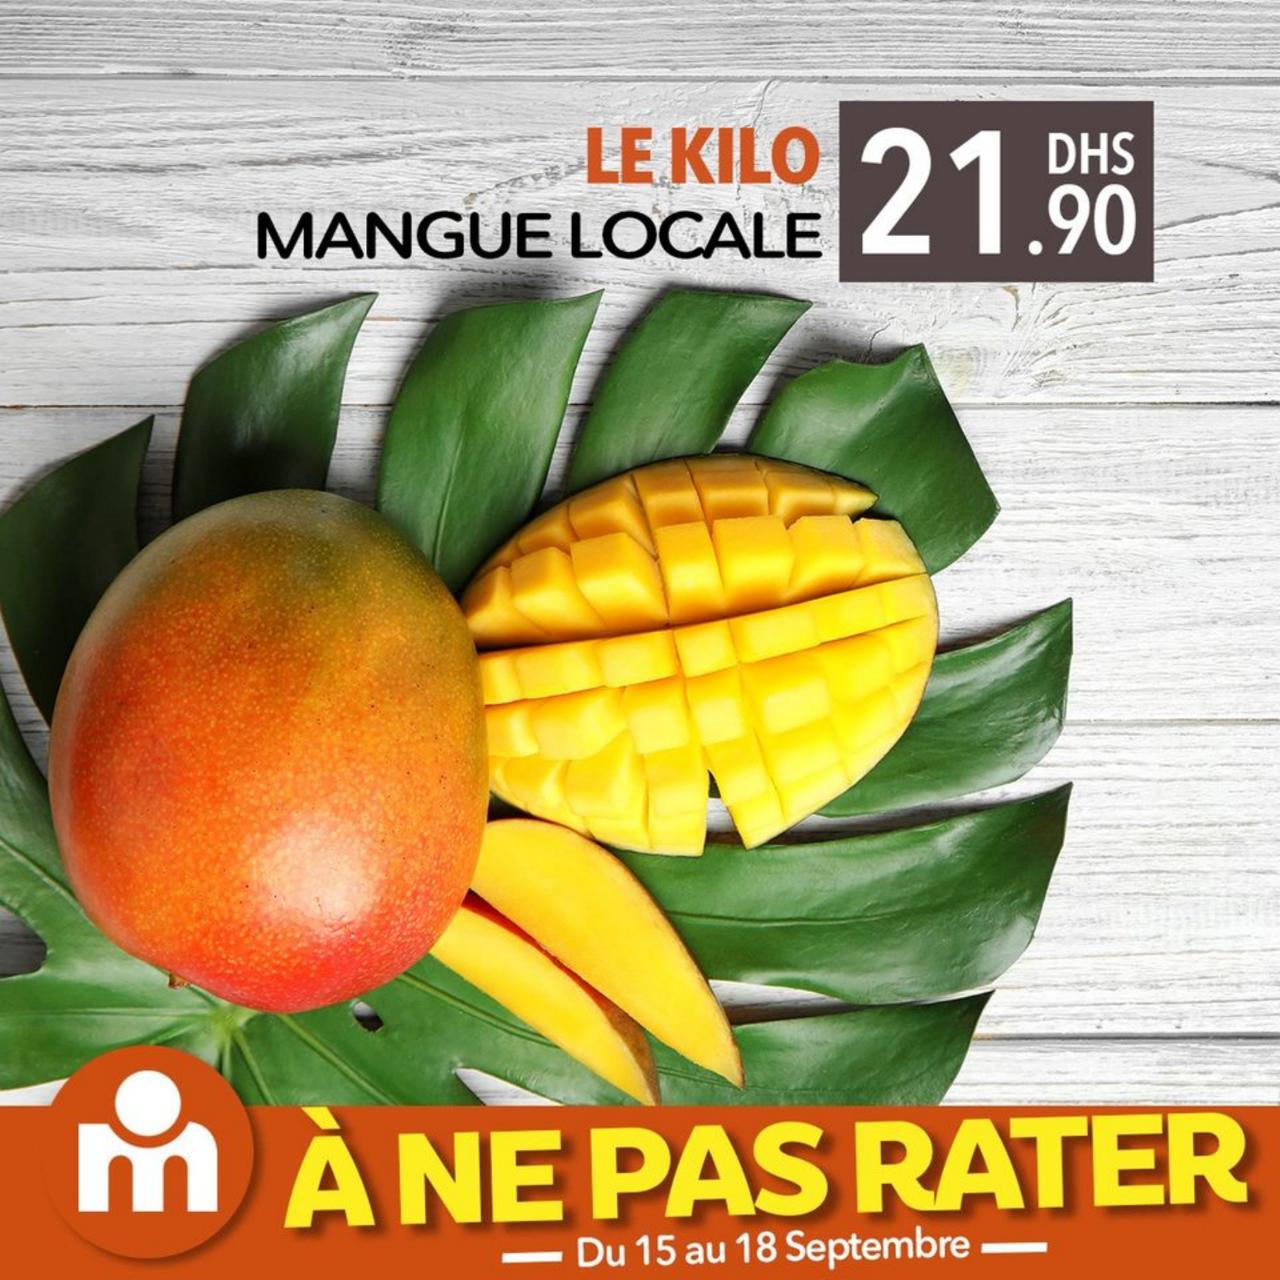 LE KILO
MANGUE LOCALE
21.90 DHS
À NE PAS RATER
Du 15 au 18 Septembre